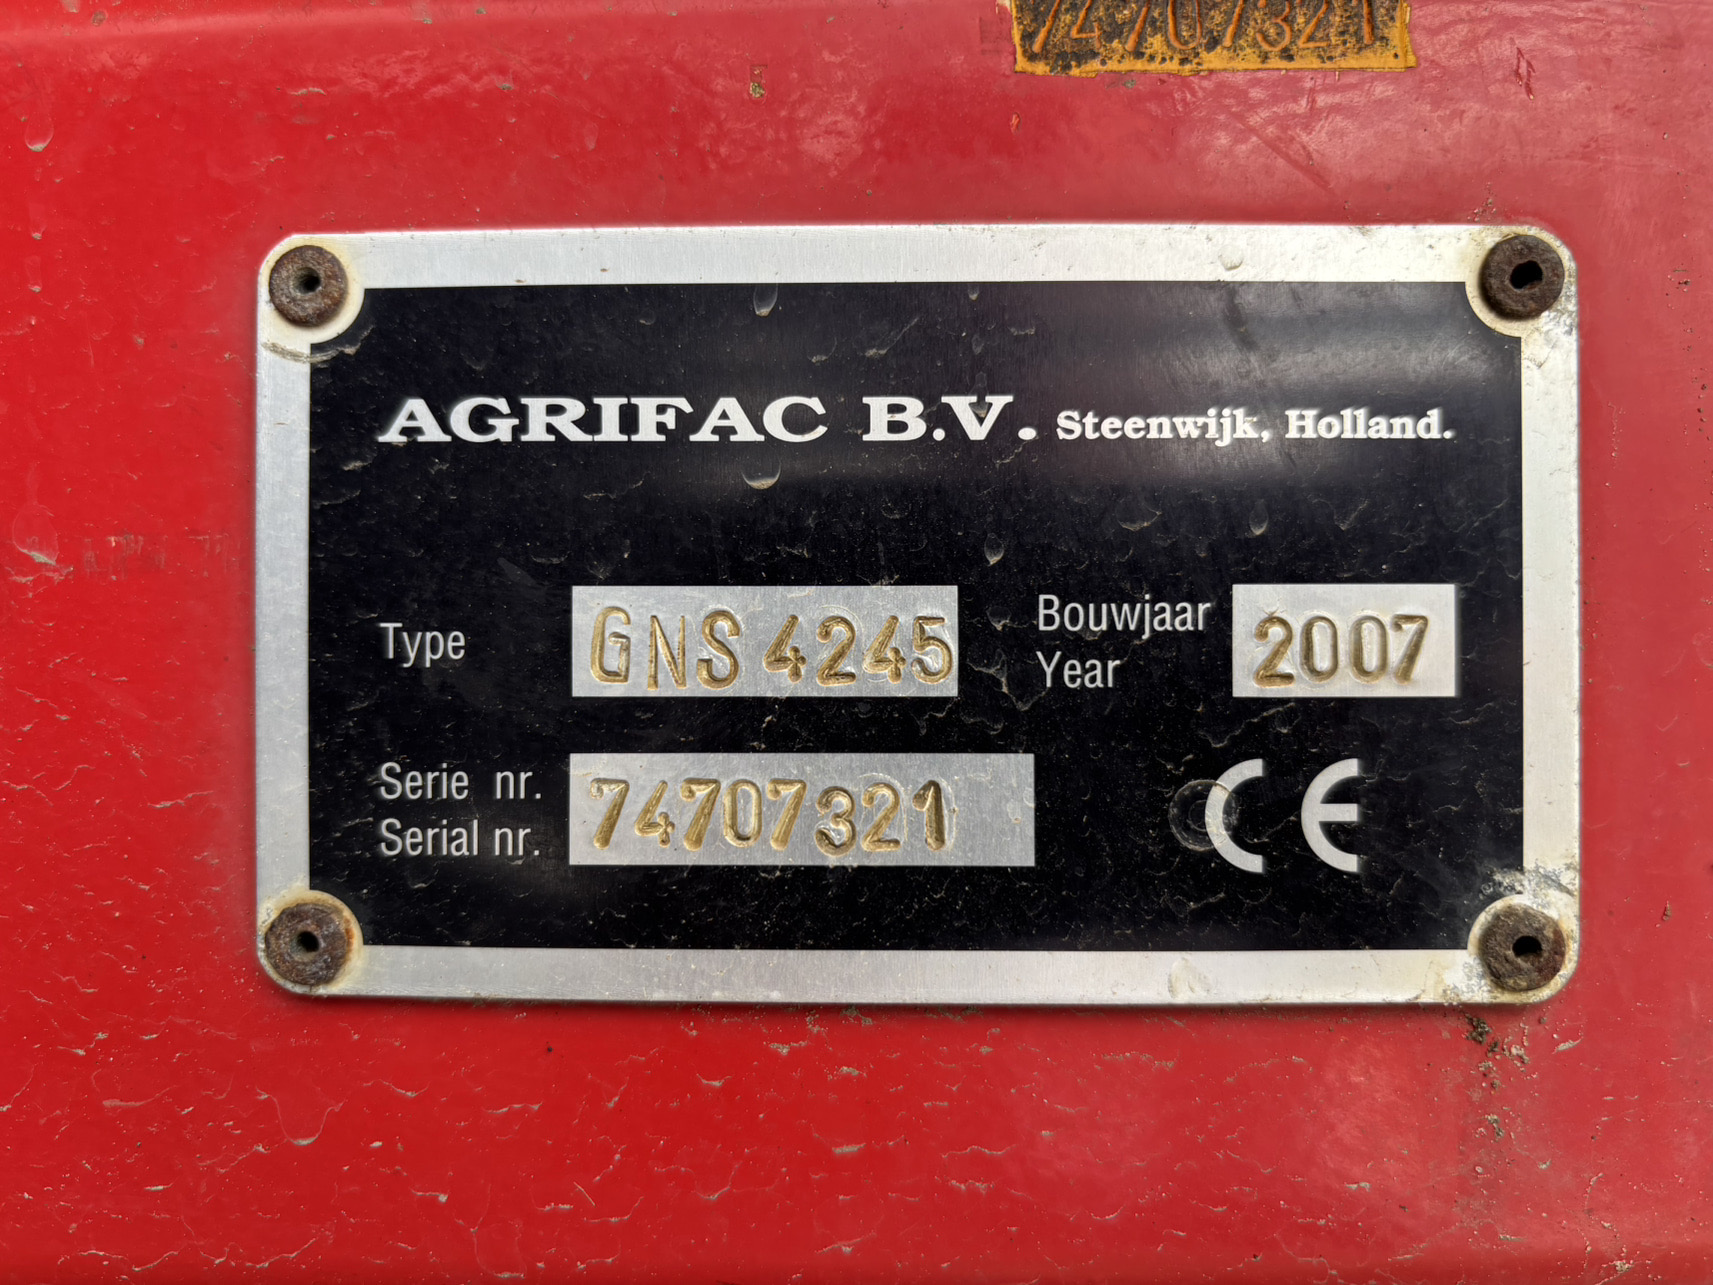 74707321
AGRIFAC B.V. Steenwijk, Holland.
Type GNS 4245
Bouwjaar
Year
2007
Serie nr.
Serial nr.
74707321
CE